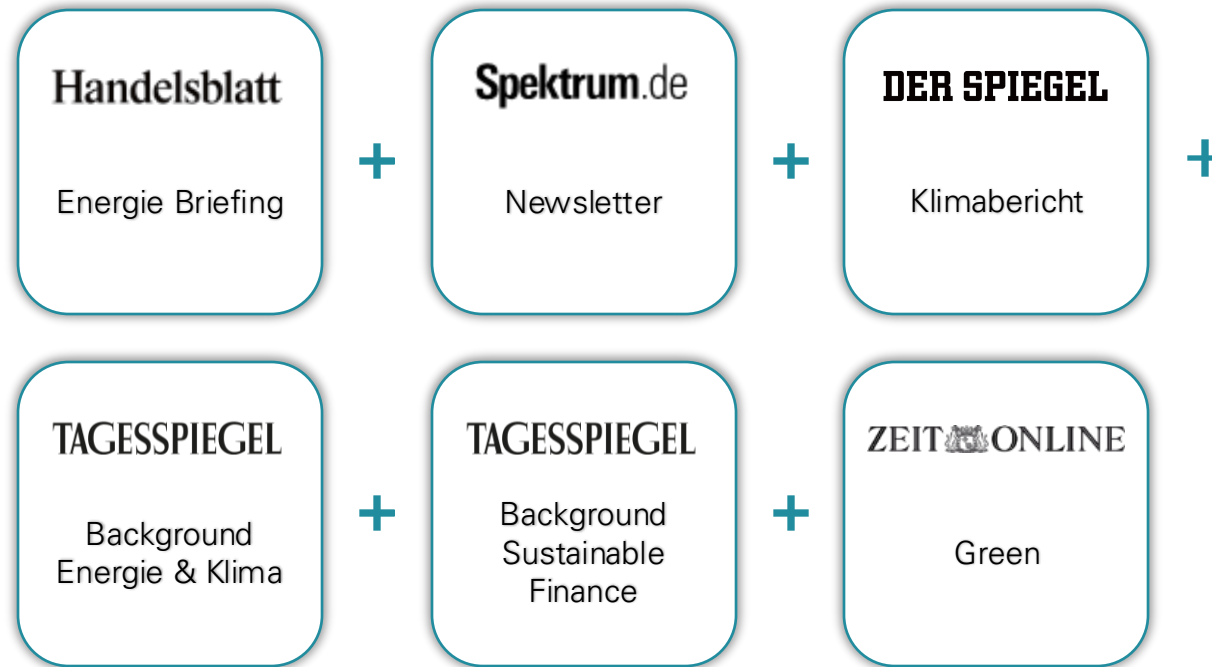 Handelsblatt
Energie Briefing
+
Spektrum.de
Newsletter
+
DER SPIEGEL
Klimabericht
+
TAGESSPIEGEL
Background
Energie & Klima
+
TAGESSPIEGEL
Background
Sustainable
Finance
+
ZEIT ONLINE
Green